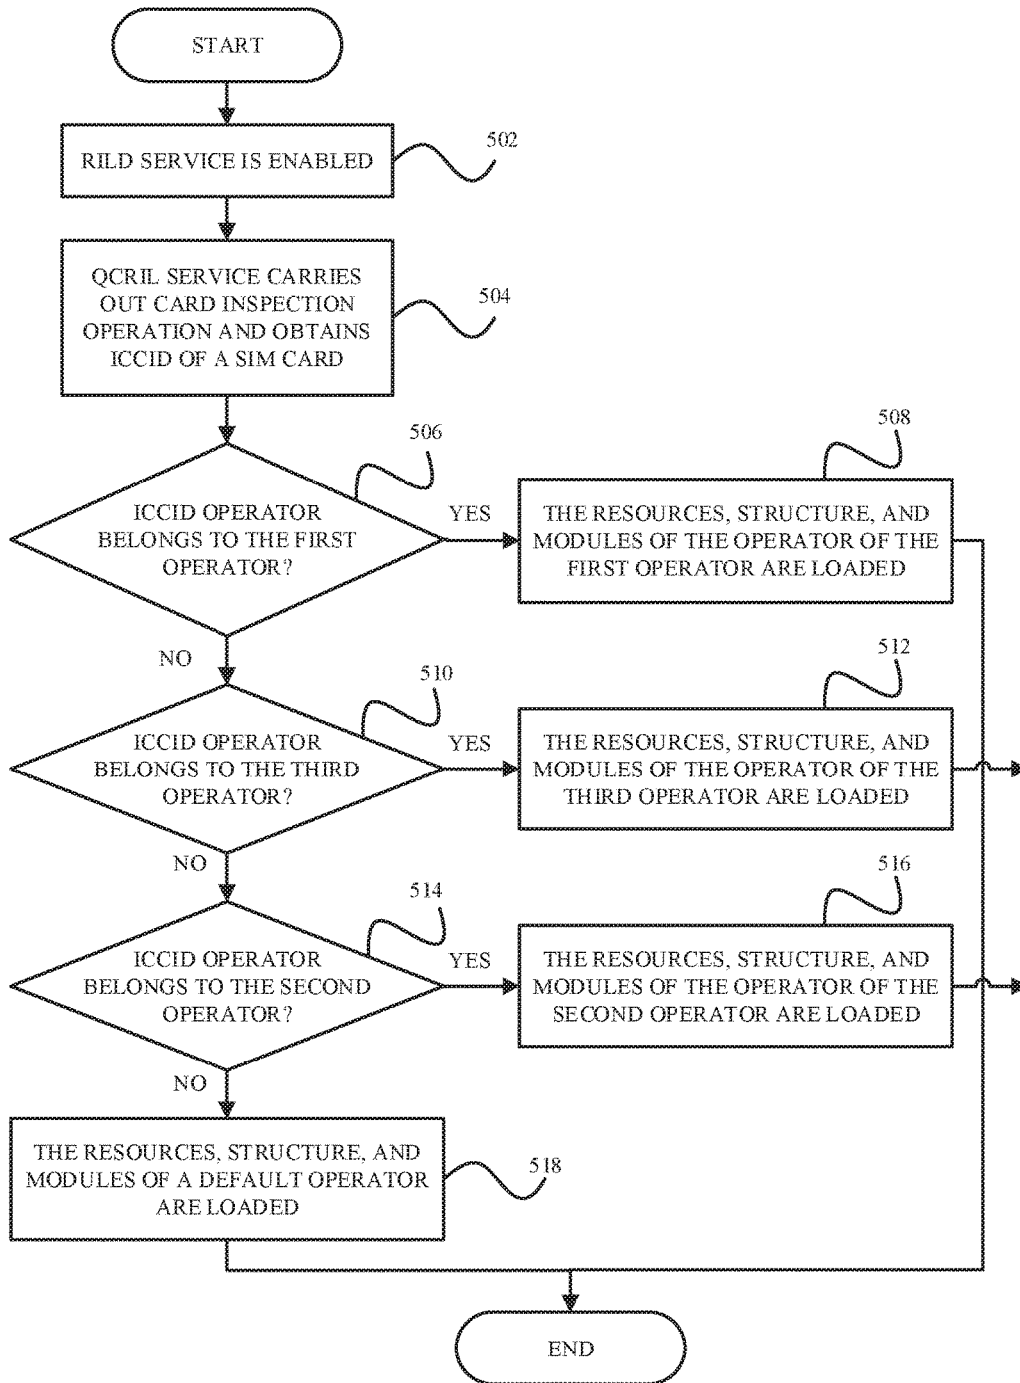 START
RILD SERVICE IS ENABLED
502
QCRIL SERVICE CARRIES
OUT CARD INSPECTION
OPERATION AND OBTAINS
ICCID OF A SIM CARD
504
506
ICCID OPERATOR
BELONGS TO THE FIRST
OPERATOR?
YES
508
THE RESOURCES, STRUCTURE, AND
MODULES OF THE OPERATOR OF THE
FIRST OPERATOR ARE LOADED
NO
510
ICCID OPERATOR
BELONGS TO THE THIRD
OPERATOR?
YES
512
THE RESOURCES, STRUCTURE, AND
MODULES OF THE OPERATOR OF THE
THIRD OPERATOR ARE LOADED
NO
514
ICCID OPERATOR
BELONGS TO THE SECOND
OPERATOR?
YES
516
THE RESOURCES, STRUCTURE, AND
MODULES OF THE OPERATOR OF THE
SECOND OPERATOR ARE LOADED
NO
THE RESOURCES, STRUCTURE, AND
MODULES OF A DEFAULT OPERATOR
ARE LOADED
518
END